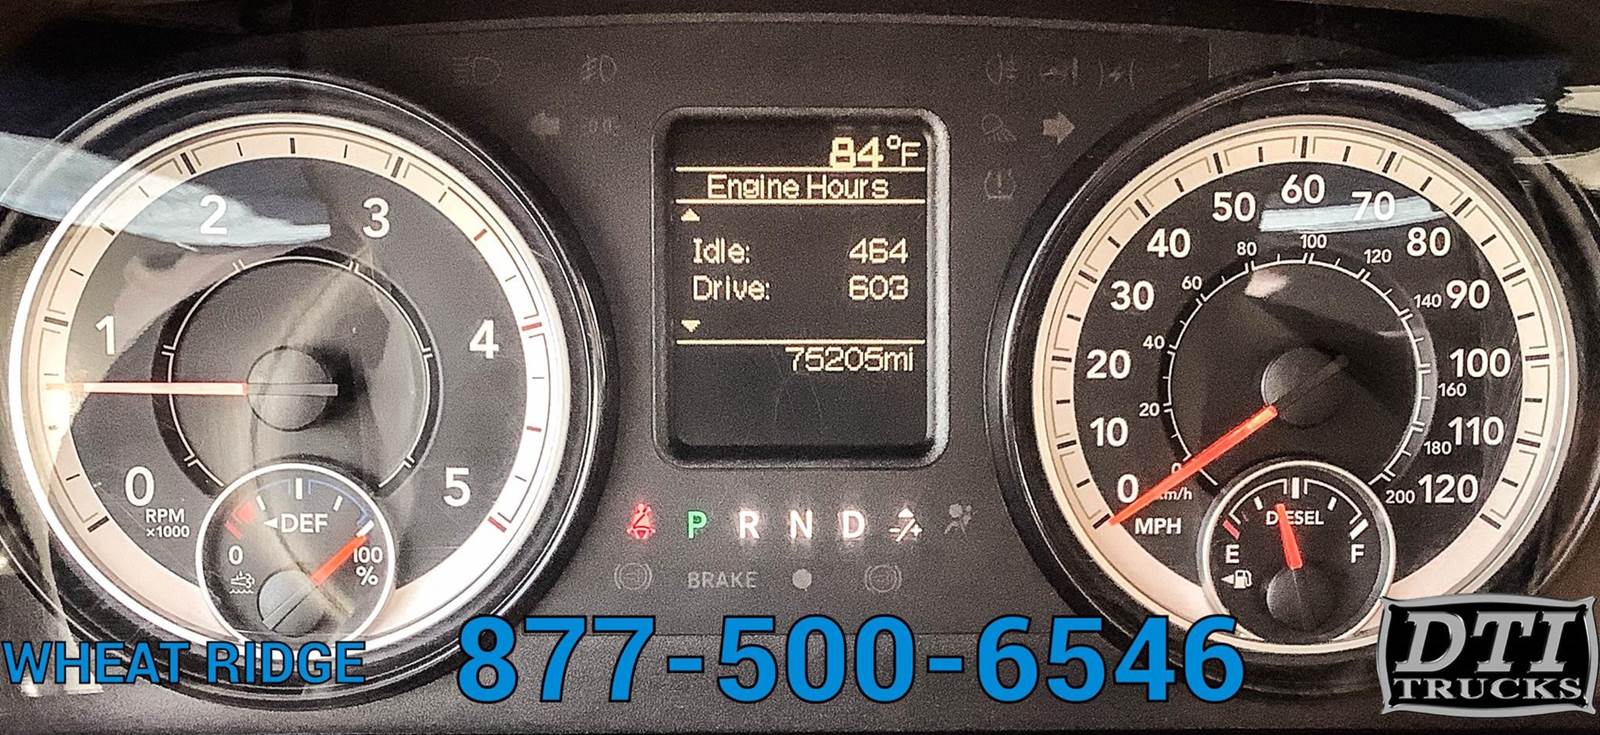 84°F
Engine Hours
Idle: 464
Drive: 603
75205mi
0 1 2 3 4 5
RPM
x1000
DEF
0 100
%
0 10 20 30 40 50 60 70 80 90 100 110 120
MPH
0 20 40 60 80 100 120 140 160 180 200
km/h
DIESEL
E F
P R N D
BRAKE
WHEAT RIDGE 877-500-6546
DTI
TRUCKS